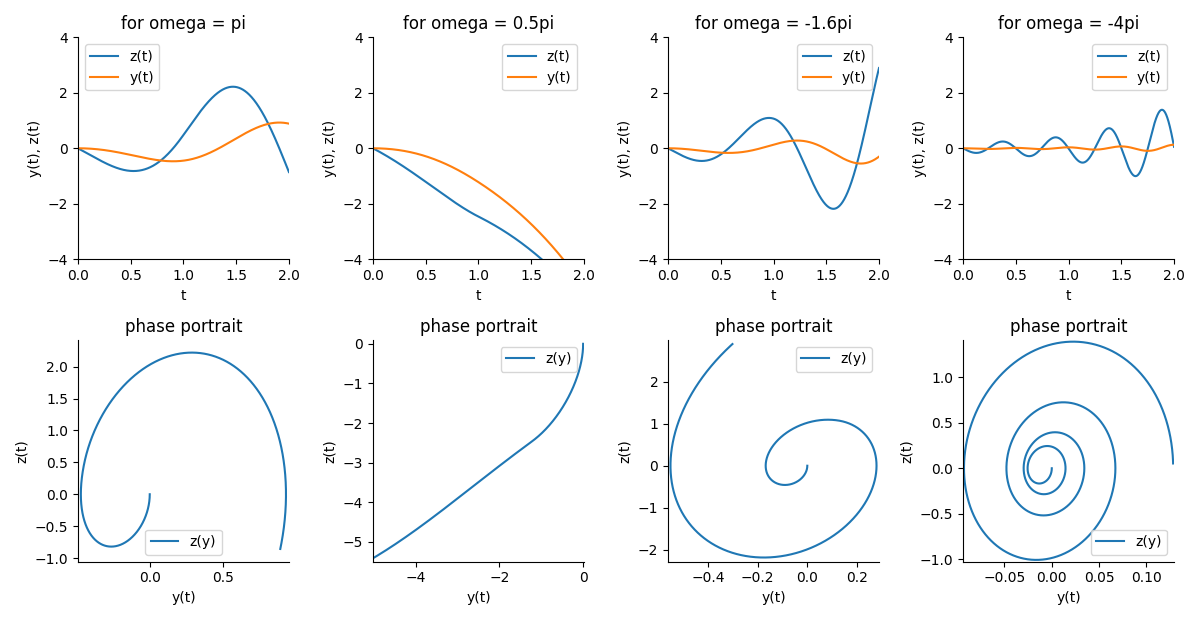 for omega = pi
4
2
0
−2
−4
y(t), z(t)
z(t)
y(t)
0.0
0.5
1.0
1.5
2.0
t
for omega = 0.5pi
4
2
0
−2
−4
y(t), z(t)
z(t)
y(t)
0.0
0.5
1.0
1.5
2.0
t
for omega = -1.6pi
4
2
0
−2
−4
y(t), z(t)
z(t)
y(t)
0.0
0.5
1.0
1.5
2.0
t
for omega = -4pi
4
2
0
−2
−4
y(t), z(t)
z(t)
y(t)
0.0
0.5
1.0
1.5
2.0
t
phase portrait
2.0
1.5
1.0
0.5
0.0
−0.5
−1.0
z(t)
z(y)
0.0
0.5
y(t)
phase portrait
0
−1
−2
−3
−4
−5
z(t)
z(y)
−4
−2
0
y(t)
phase portrait
2
1
0
−1
−2
z(t)
z(y)
−0.4
−0.2
0.0
0.2
y(t)
phase portrait
1.0
0.5
0.0
−0.5
−1.0
z(t)
z(y)
−0.05
0.00
0.05
0.10
y(t)